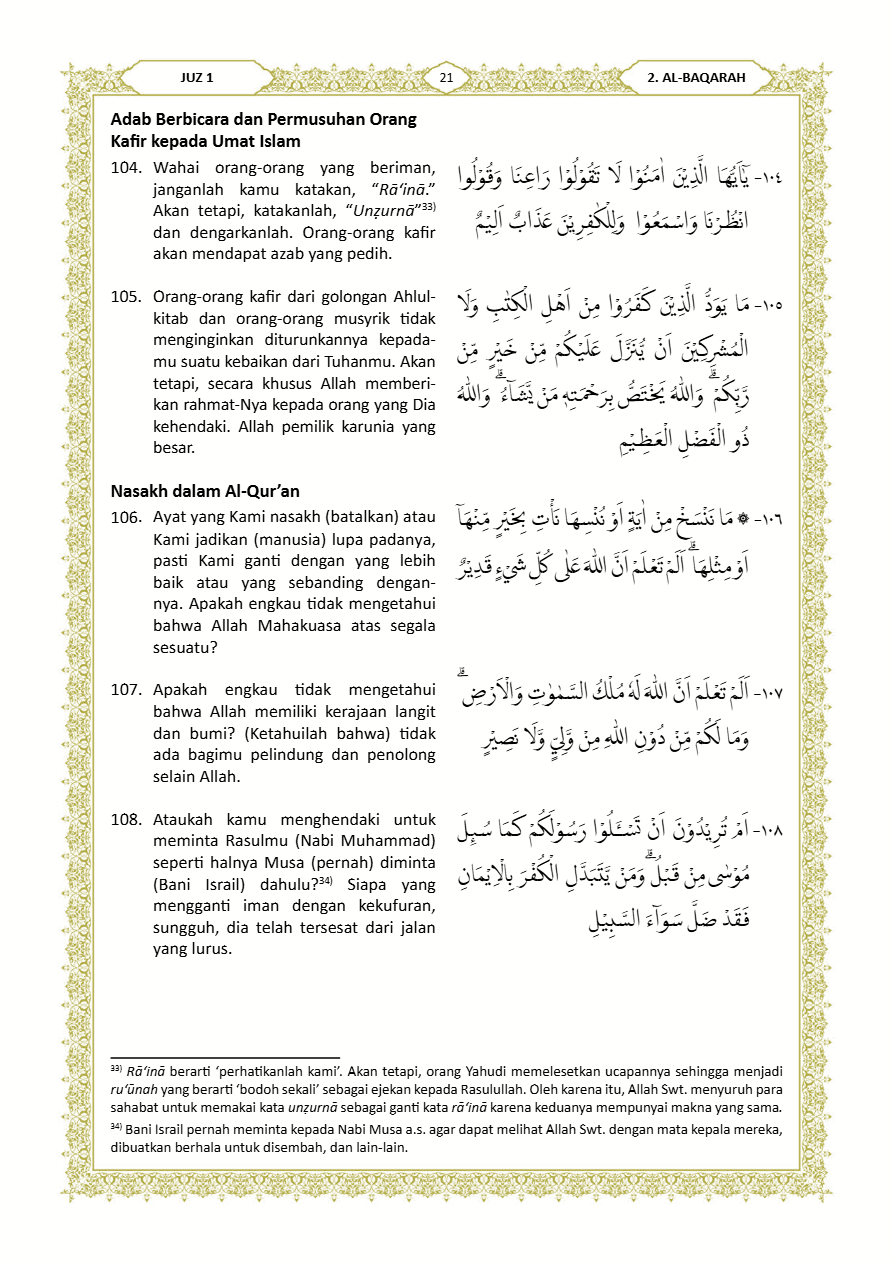 JUZ 1
21
2. AL-BAQARAH
Adab Berbicara dan Permusuhan Orang
Kafir kepada Umat Islam
104. Wahai orang-orang yang beriman,
janganlah kamu katakan, “Rā‘inā.”
Akan tetapi, katakanlah, “Unẓurnā”33)
dan dengarkanlah. Orang-orang kafir
akan mendapat azab yang pedih.
١٠٤- يٰٓاَيُّهَا الَّذِيْنَ اٰمَنُوْا لَا تَقُوْلُوْا رَاعِنَا وَقُوْلُوا
انْظُرْنَا وَاسْمَعُوْا وَلِلْكٰفِرِيْنَ عَذَابٌ اَلِيْمٌ
105. Orang-orang kafir dari golongan Ahlul-
kitab dan orang-orang musyrik tidak
menginginkan diturunkannya kepada-
mu suatu kebaikan dari Tuhanmu. Akan
tetapi, secara khusus Allah memberi-
kan rahmat-Nya kepada orang yang Dia
kehendaki. Allah pemilik karunia yang
besar.
١٠٥- مَا يَوَدُّ الَّذِيْنَ كَفَرُوْا مِنْ اَهْلِ الْكِتٰبِ وَلَا
الْمُشْرِكِيْنَ اَنْ يُّنَزَّلَ عَلَيْكُمْ مِّنْ خَيْرٍ مِّنْ
رَّبِّكُمْۗ وَاللّٰهُ يَخْتَصُّ بِرَحْمَتِهٖ مَنْ يَّشَاۤءُۗ وَاللّٰهُ
ذُو الْفَضْلِ الْعَظِيْمِ
Nasakh dalam Al-Qur’an
106. Ayat yang Kami nasakh (batalkan) atau
Kami jadikan (manusia) lupa padanya,
pasti Kami ganti dengan yang lebih
baik atau yang sebanding dengan-
nya. Apakah engkau tidak mengetahui
bahwa Allah Mahakuasa atas segala
sesuatu?
١٠٦- ۞ مَا نَنْسَخْ مِنْ اٰيَةٍ اَوْ نُنْسِهَا نَأْتِ بِخَيْرٍ مِّنْهَآ
اَوْ مِثْلِهَاۗ اَلَمْ تَعْلَمْ اَنَّ اللّٰهَ عَلٰى كُلِّ شَيْءٍ قَدِيْرٌ
107. Apakah engkau tidak mengetahui
bahwa Allah memiliki kerajaan langit
dan bumi? (Ketahuilah bahwa) tidak
ada bagimu pelindung dan penolong
selain Allah.
١٠٧- اَلَمْ تَعْلَمْ اَنَّ اللّٰهَ لَهٗ مُلْكُ السَّمٰوٰتِ وَالْاَرْضِۗ
وَمَا لَكُمْ مِّنْ دُوْنِ اللّٰهِ مِنْ وَّلِيٍّ وَّلَا نَصِيْرٍ
108. Ataukah kamu menghendaki untuk
meminta Rasulmu (Nabi Muhammad)
seperti halnya Musa (pernah) diminta
(Bani Israil) dahulu?34) Siapa yang
mengganti iman dengan kekufuran,
sungguh, dia telah tersesat dari jalan
yang lurus.
١٠٨- اَمْ تُرِيْدُوْنَ اَنْ تَسْـَٔلُوْا رَسُوْلَكُمْ كَمَا سُىِٕلَ
مُوْسٰى مِنْ قَبْلُۗ وَمَنْ يَّتَبَدَّلِ الْكُفْرَ بِالْاِيْمَانِ
فَقَدْ ضَلَّ سَوَاۤءَ السَّبِيْلِ
33) Rā‘inā berarti ‘perhatikanlah kami’. Akan tetapi, orang Yahudi memelesetkan ucapannya sehingga menjadi
ru‘ūnah yang berarti ‘bodoh sekali’ sebagai ejekan kepada Rasulullah. Oleh karena itu, Allah Swt. menyuruh para
sahabat untuk memakai kata unẓurnā sebagai ganti kata rā‘inā karena keduanya mempunyai makna yang sama.
34) Bani Israil pernah meminta kepada Nabi Musa a.s. agar dapat melihat Allah Swt. dengan mata kepala mereka,
dibuatkan berhala untuk disembah, dan lain-lain.